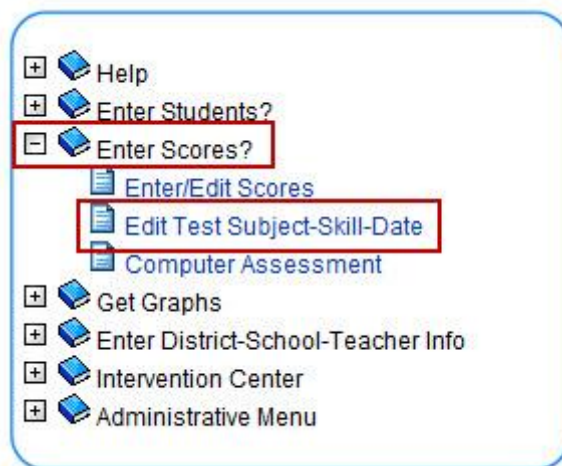 Help
Enter Students?
Enter Scores?
Enter/Edit Scores
Edit Test Subject-Skill-Date
Computer Assessment
Get Graphs
Enter District-School-Teacher Info
Intervention Center
Administrative Menu